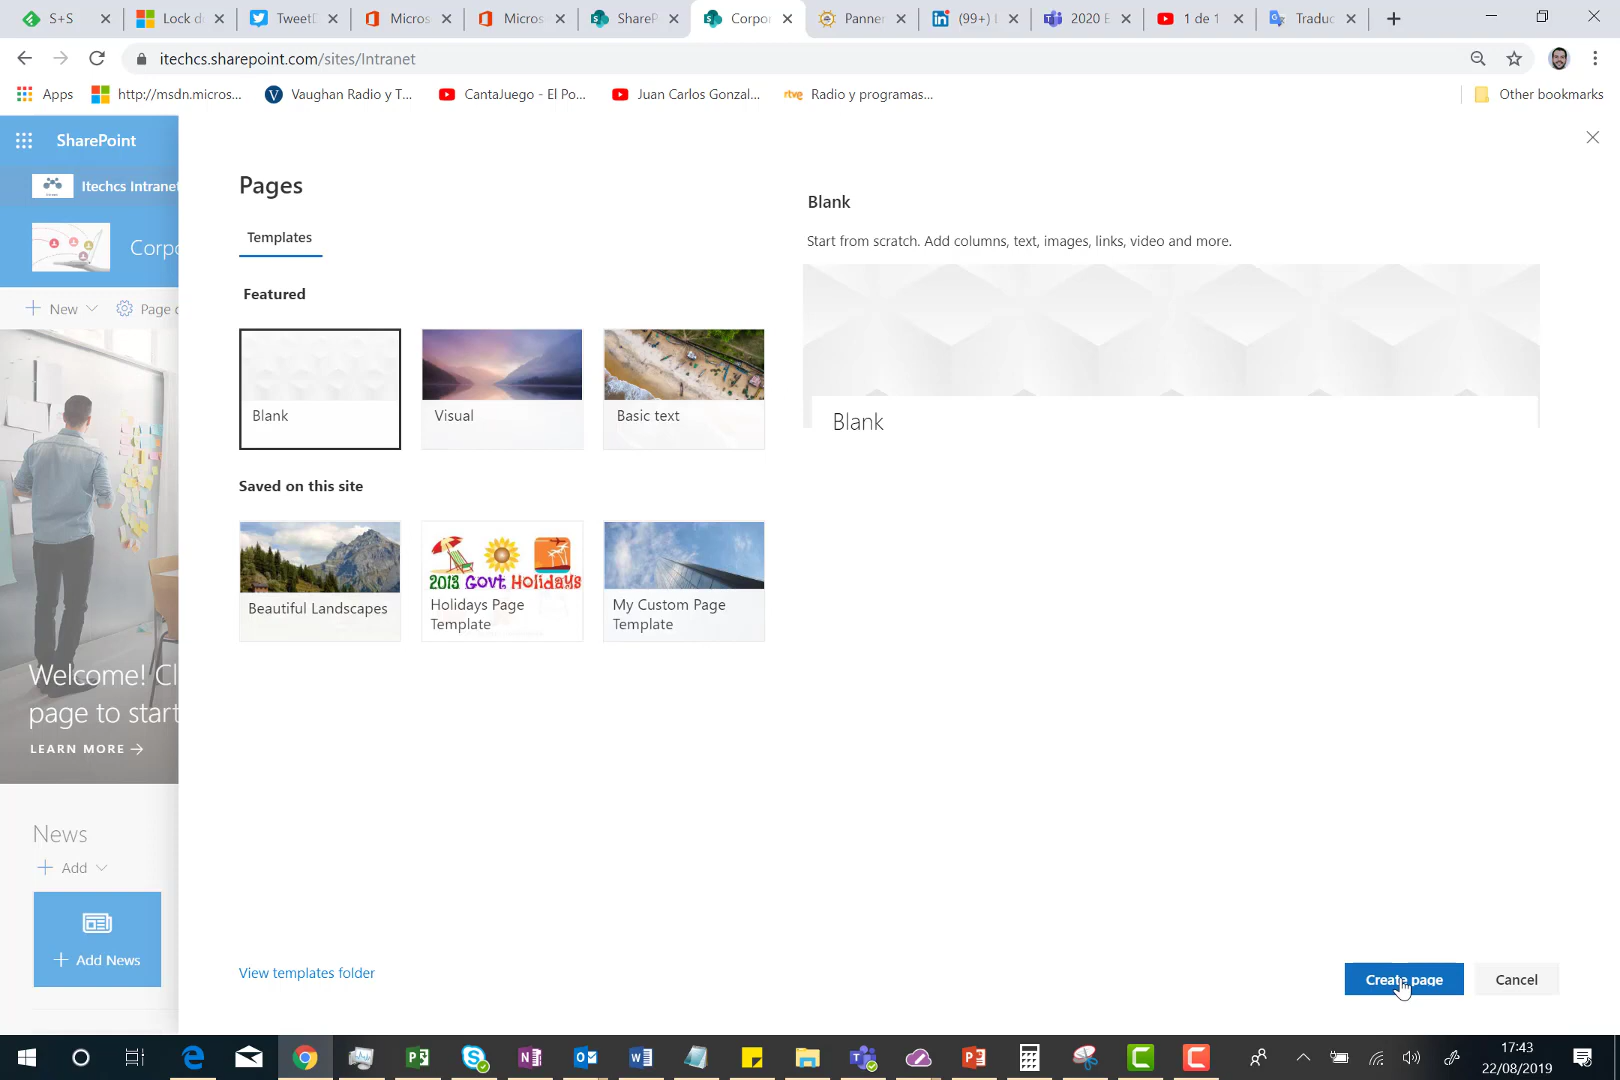 S+S
Lock d
TweetD
Micros
Micros
ShareP
Corpor
Panner
(99+)
2020 E
1 de 1
Traduc
itechcs.sharepoint.com/sites/Intranet
Apps
http://msdn.micros...
Vaughan Radio y T...
CantaJuego - El Po...
Juan Carlos Gonzal...
rtve Radio y programas...
Other bookmarks
SharePoint
Itechcs Intranet
Corpo
New
Page
Pages
Templates
Featured
Blank
Visual
Basic text
Saved on this site
Beautiful Landscapes
2013 Govt Holidays
Holidays Page
Template
My Custom Page
Template
Blank
Start from scratch. Add columns, text, images, links, video and more.
Blank
Welcome! Cl
page to start
LEARN MORE
News
Add
Add News
View templates folder
Create page
Cancel
17:43
22/08/2019